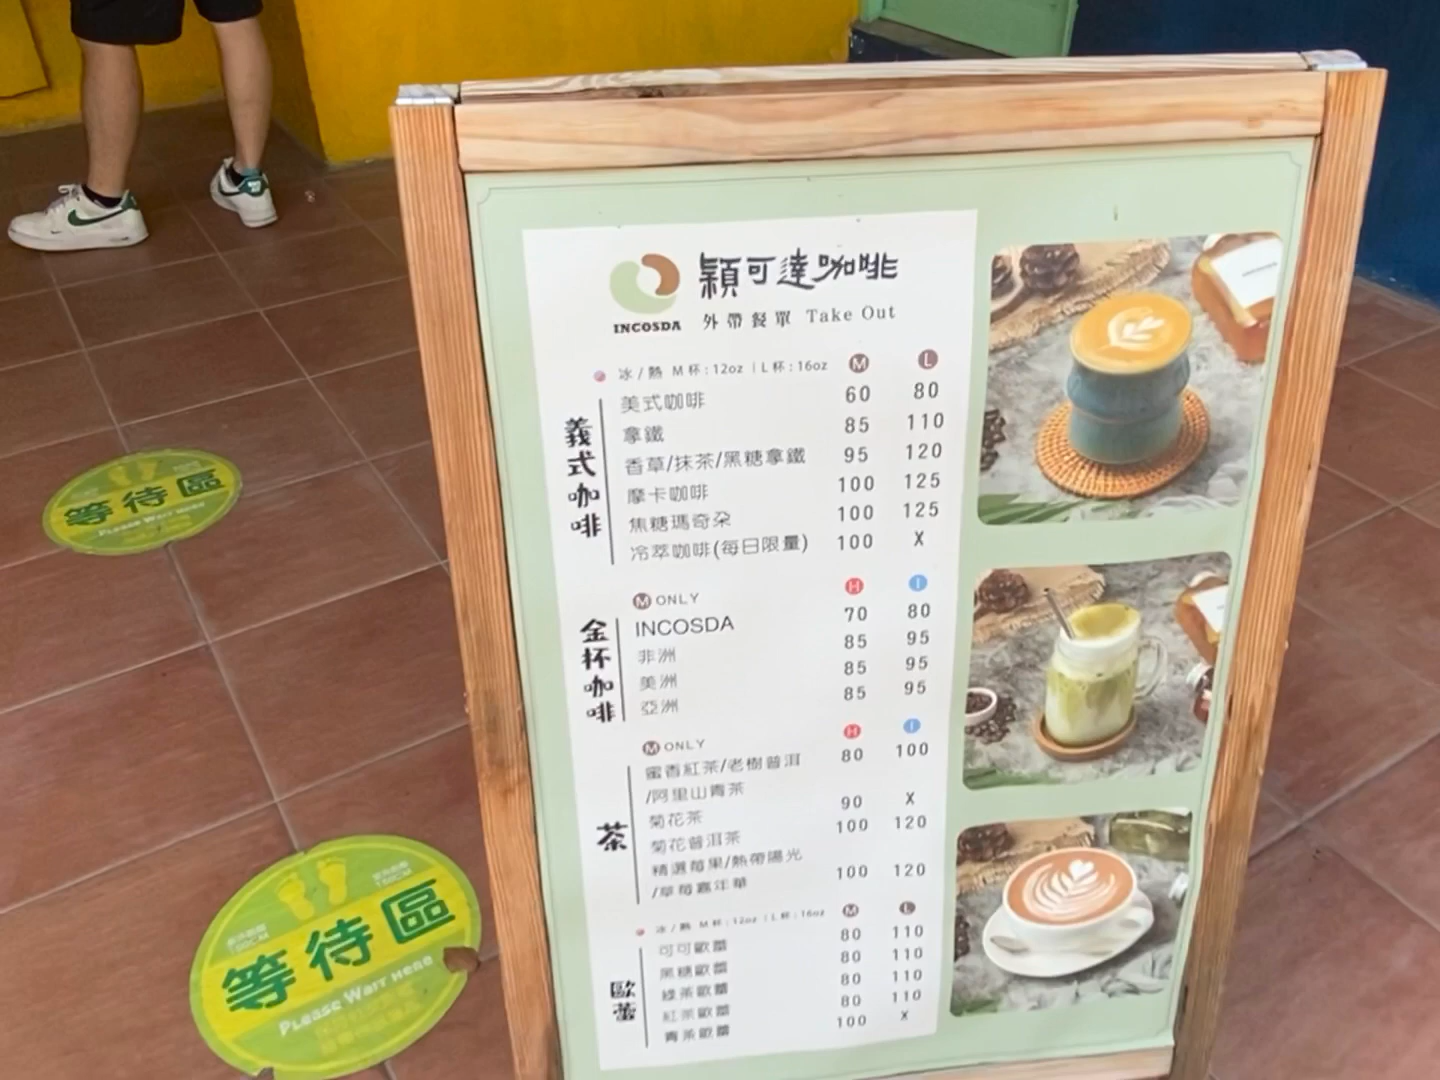 穎可達咖啡
INCOSDA
外帶餐單 Take Out
冰/熱 M杯:12oz | L杯:16oz M L
義式咖啡
美式咖啡 60 80
拿鐵 85 110
香草/抹茶/黑糖拿鐵 95 120
摩卡咖啡 100 125
焦糖瑪奇朵 100 125
冷萃咖啡(每日限量) 100 X
M ONLY H I
金杯咖啡
INCOSDA 70 80
非洲 85 95
美洲 85 95
亞洲 85 95
M ONLY H I
茶
蜜香紅茶/老樹普洱 80 100
/阿里山青茶
菊花茶 90 X
菊花普洱茶 100 120
精選莓果/熱帶陽光
/草莓嘉年華 100 120
冰/熱 M杯:12oz | L杯:16oz M L
歐蕾
可可歐蕾 80 110
黑糖歐蕾 80 110
綠茶歐蕾 80 110
紅茶歐蕾 80 110
青茶歐蕾 100 X
等待區
Please Wait Here
150CM
150CM
等待區
Please Wait Here